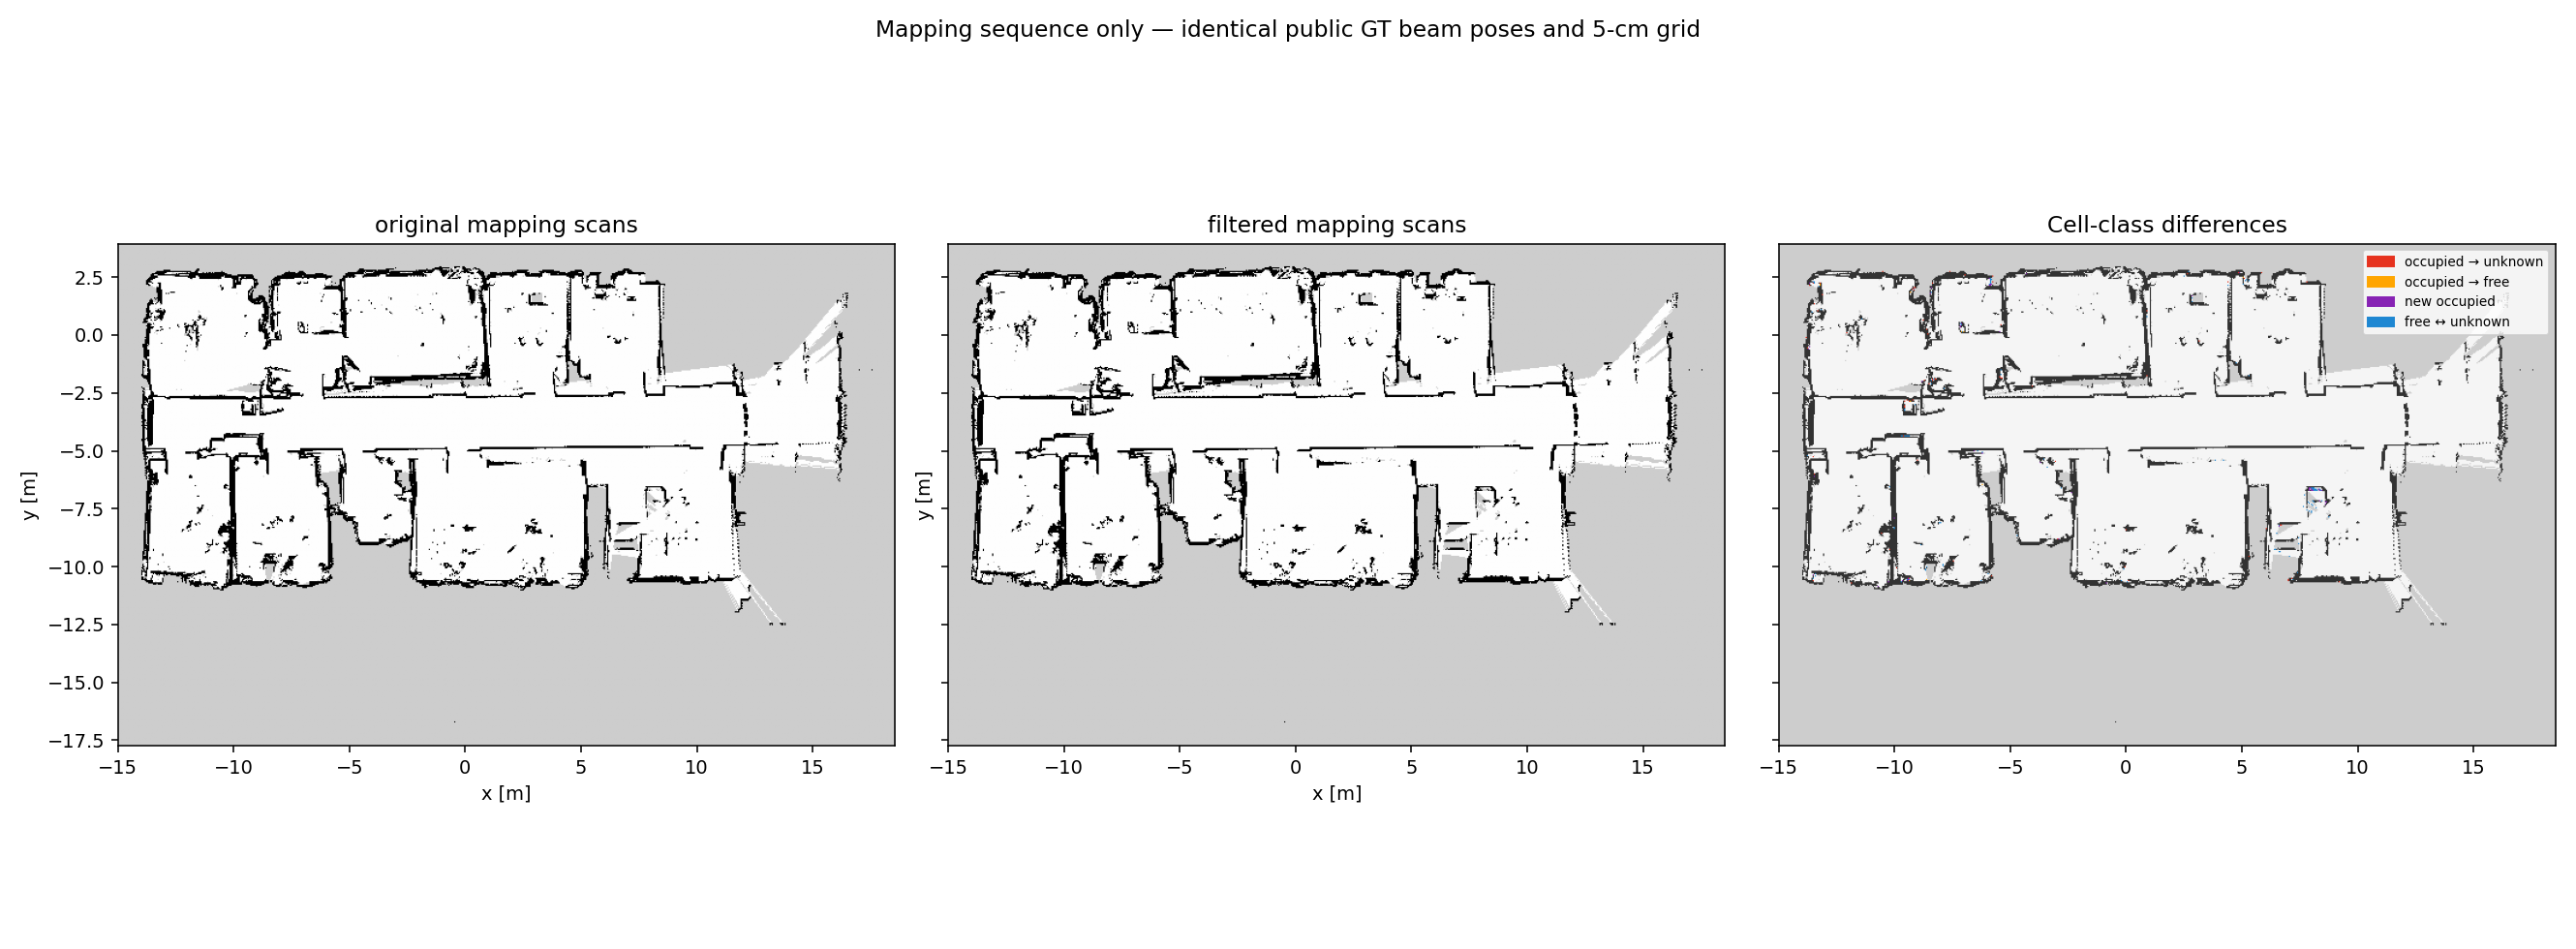 Mapping sequence only — identical public GT beam poses and 5-cm grid
original mapping scans
filtered mapping scans
Cell-class differences
occupied → unknown
occupied → free
new occupied
free ↔ unknown
2.5
0.0
−2.5
−5.0
−7.5
−10.0
−12.5
−15.0
−17.5
y [m]
y [m]
−15 −10 −5 0 5 10 15
−15 −10 −5 0 5 10 15
−15 −10 −5 0 5 10 15
x [m]
x [m]